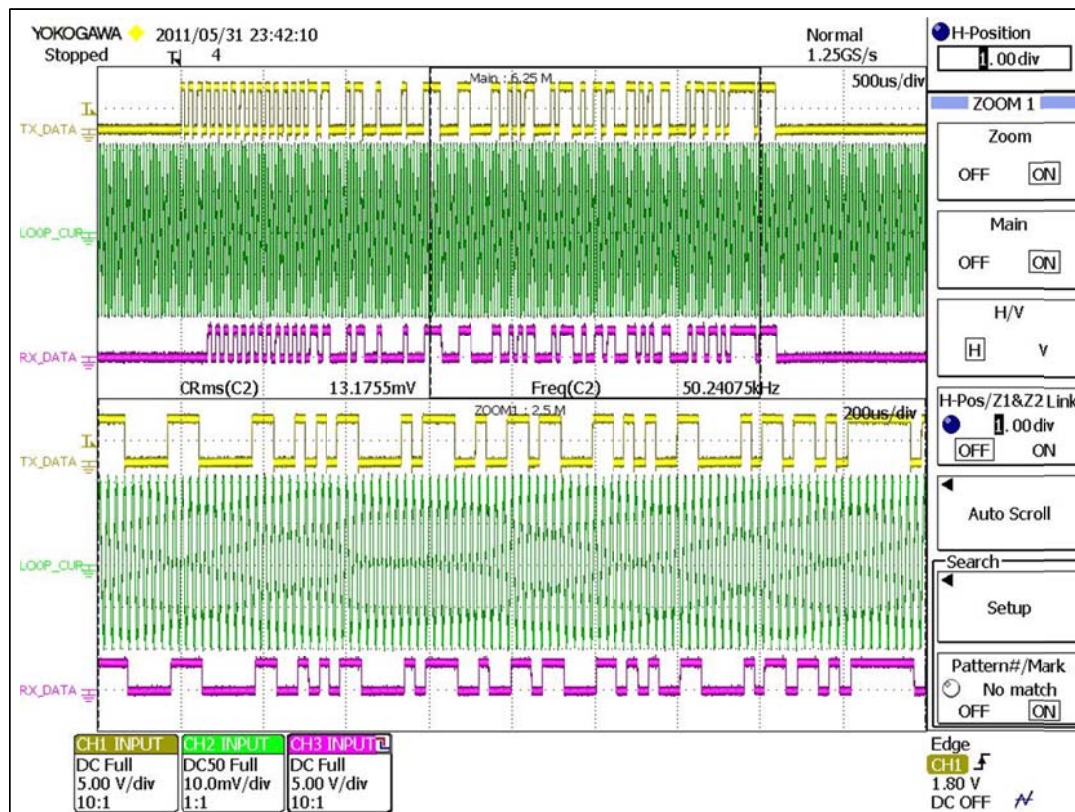 YOKOGAWA 2011/05/31 23:42:10
Stopped
4
Normal
1.25GS/s
Main : 6.25 M
500us/div
TX_DATA
LOOP_CUR
RX_DATA
CRms(C2) 13.1755mV Freq(C2) 50.24075kHz
ZOOM1 : 2.5 M
200us/div
TX_DATA
LOOP_CUR
RX_DATA
CH1 INPUT
DC Full
5.00 V/div
10:1
CH2 INPUT
DC50 Full
10.0mV/div
1:1
CH3 INPUT
DC Full
5.00 V/div
10:1
H-Position
1.00div
ZOOM 1
Zoom
OFF ON
Main
OFF ON
H/V
H V
H-Pos/Z1&Z2 Link
1.00div
OFF ON
Auto Scroll
Search
Setup
Pattern#/Mark
No match
OFF ON
Edge
CH1
1.80 V
DC OFF